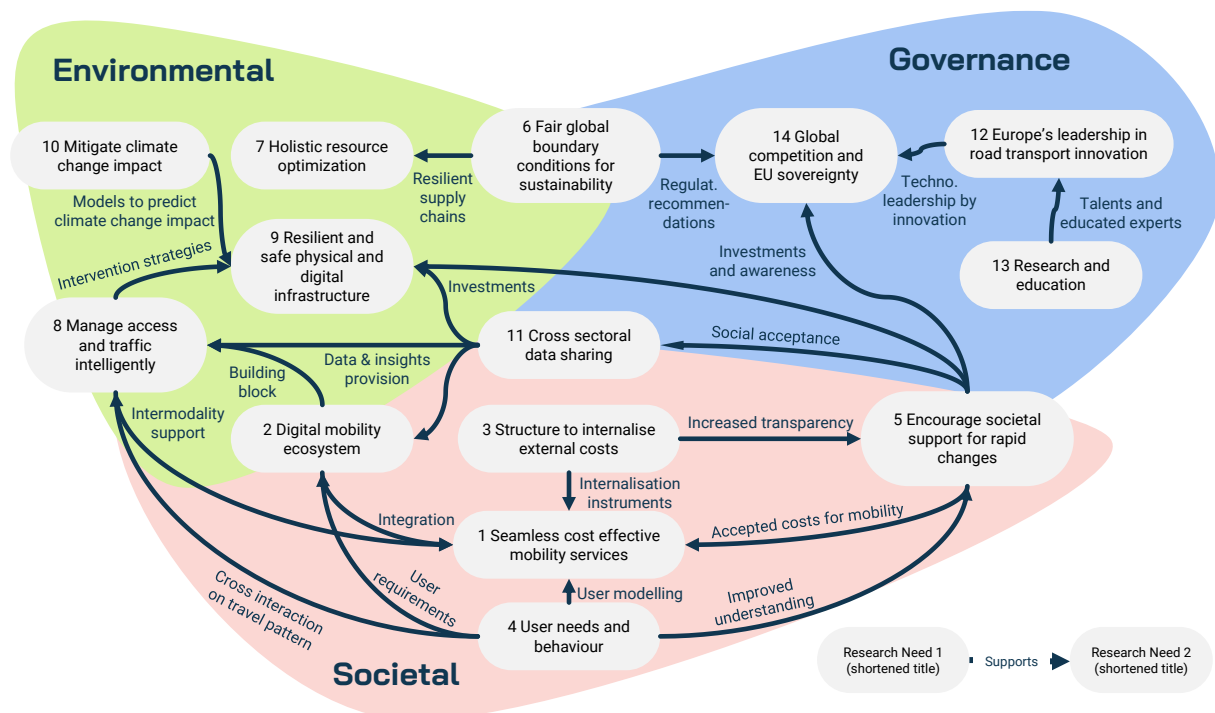 Environmental
Governance
10 Mitigate climate
change impact
7 Holistic resource
optimization
6 Fair global
boundary
conditions for
sustainability
14 Global
competition and
EU sovereignty
12 Europe's leadership in
road transport innovation
Models to predict
climate change impact
Resilient
supply
chains
Regulat.
recommen-
dations
Techno.
leadership by
innovation
Talents and
educated experts
Intervention strategies
9 Resilient and
safe physical and
digital
infrastructure
Investments
Investments
and awareness
13 Research and
education
8 Manage access
and traffic
intelligently
11 Cross sectoral
data sharing
Social acceptance
Building
block
Data & insights
provision
Intermodality
support
2 Digital mobility
ecosystem
3 Structure to internalise
external costs
Increased transparency
5 Encourage societal
support for rapid
changes
Internalisation
instruments
Integration
1 Seamless cost effective
mobility services
Accepted costs for mobility
Cross interaction
on travel pattern
User
requirements
User modelling
Improved
understanding
4 User needs and
behaviour
Societal
Research Need 1
(shortened title)
Supports
Research Need 2
(shortened title)